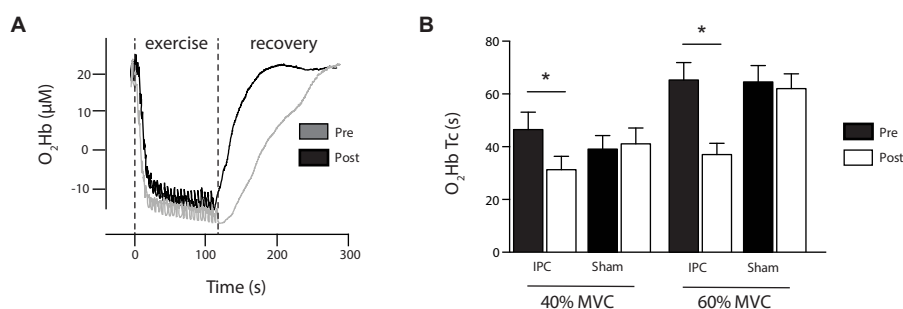 A
exercise
recovery
O2Hb (μM)
20
10
0
-10
Pre
Post
0
100
200
300
Time (s)
B
O2Hb Tc (s)
80
60
40
20
0
*
*
Pre
Post
IPC
Sham
IPC
Sham
40% MVC
60% MVC